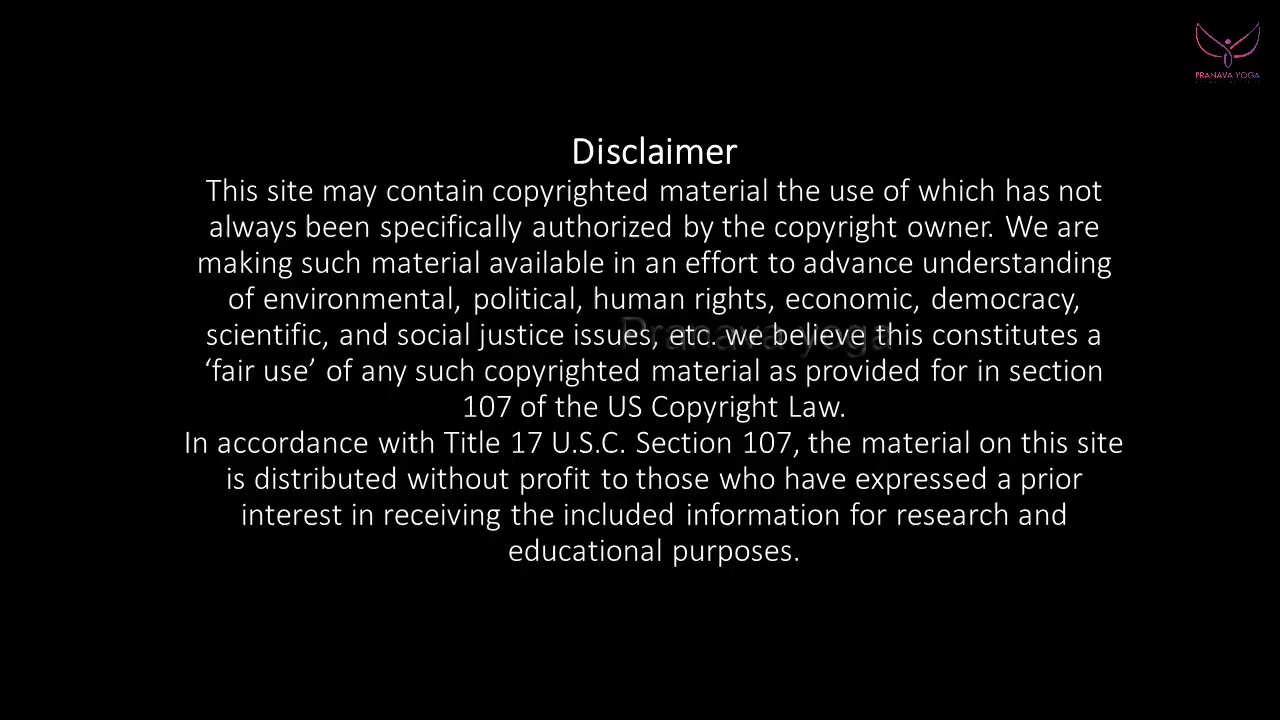 PRANAVA YOGA
Disclaimer
This site may contain copyrighted material the use of which has not
always been specifically authorized by the copyright owner. We are
making such material available in an effort to advance understanding
of environmental, political, human rights, economic, democracy,
scientific, and social justice issues, etc. we believe this constitutes a
Pranava yoga
‘fair use’ of any such copyrighted material as provided for in section
107 of the US Copyright Law.
In accordance with Title 17 U.S.C. Section 107, the material on this site
is distributed without profit to those who have expressed a prior
interest in receiving the included information for research and
educational purposes.